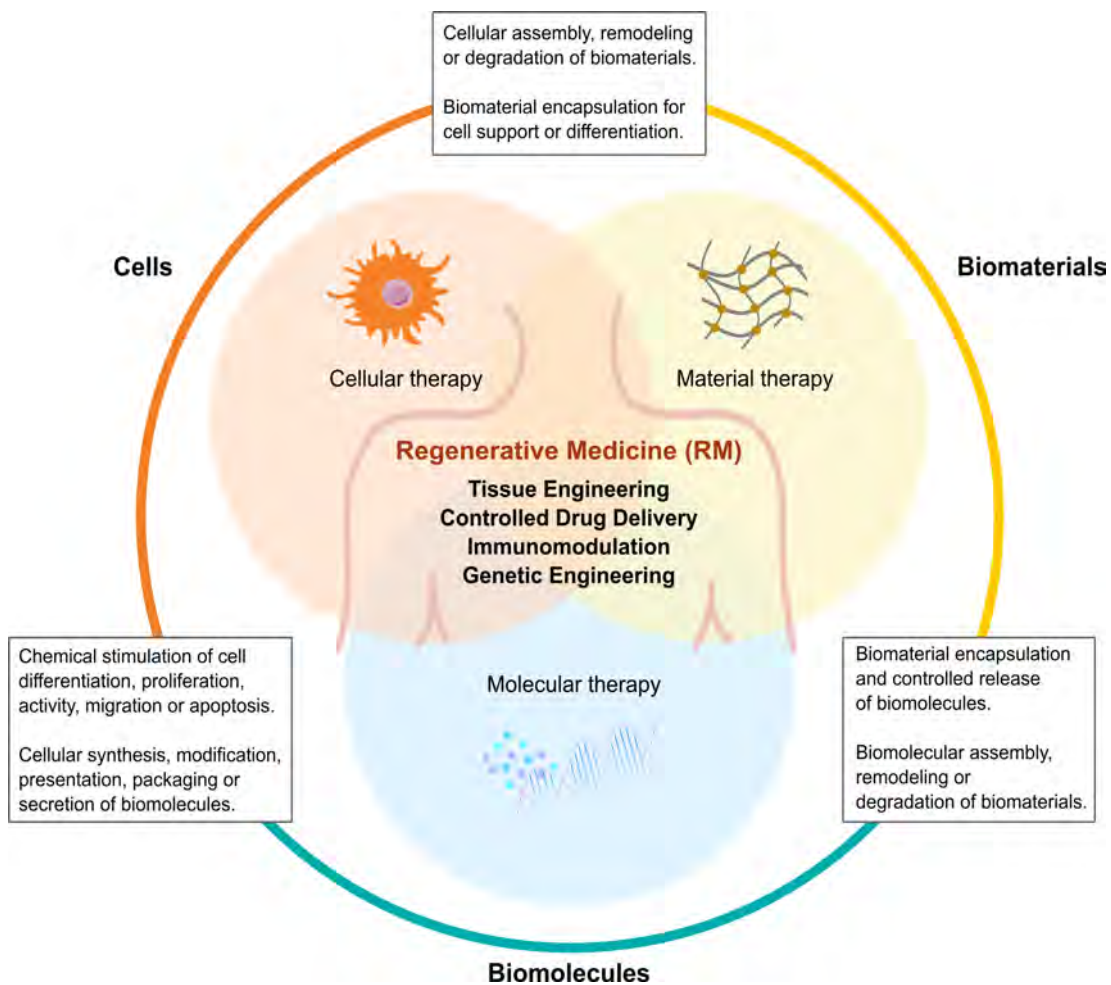 Cellular assembly, remodeling
or degradation of biomaterials.
Biomaterial encapsulation for
cell support or differentiation.
Cells
Biomaterials
Cellular therapy
Material therapy
Regenerative Medicine (RM)
Tissue Engineering
Controlled Drug Delivery
Immunomodulation
Genetic Engineering
Chemical stimulation of cell
differentiation, proliferation,
activity, migration or apoptosis.
Cellular synthesis, modification,
presentation, packaging or
secretion of biomolecules.
Molecular therapy
Biomaterial encapsulation
and controlled release
of biomolecules.
Biomolecular assembly,
remodeling or
degradation of biomaterials.
Biomolecules